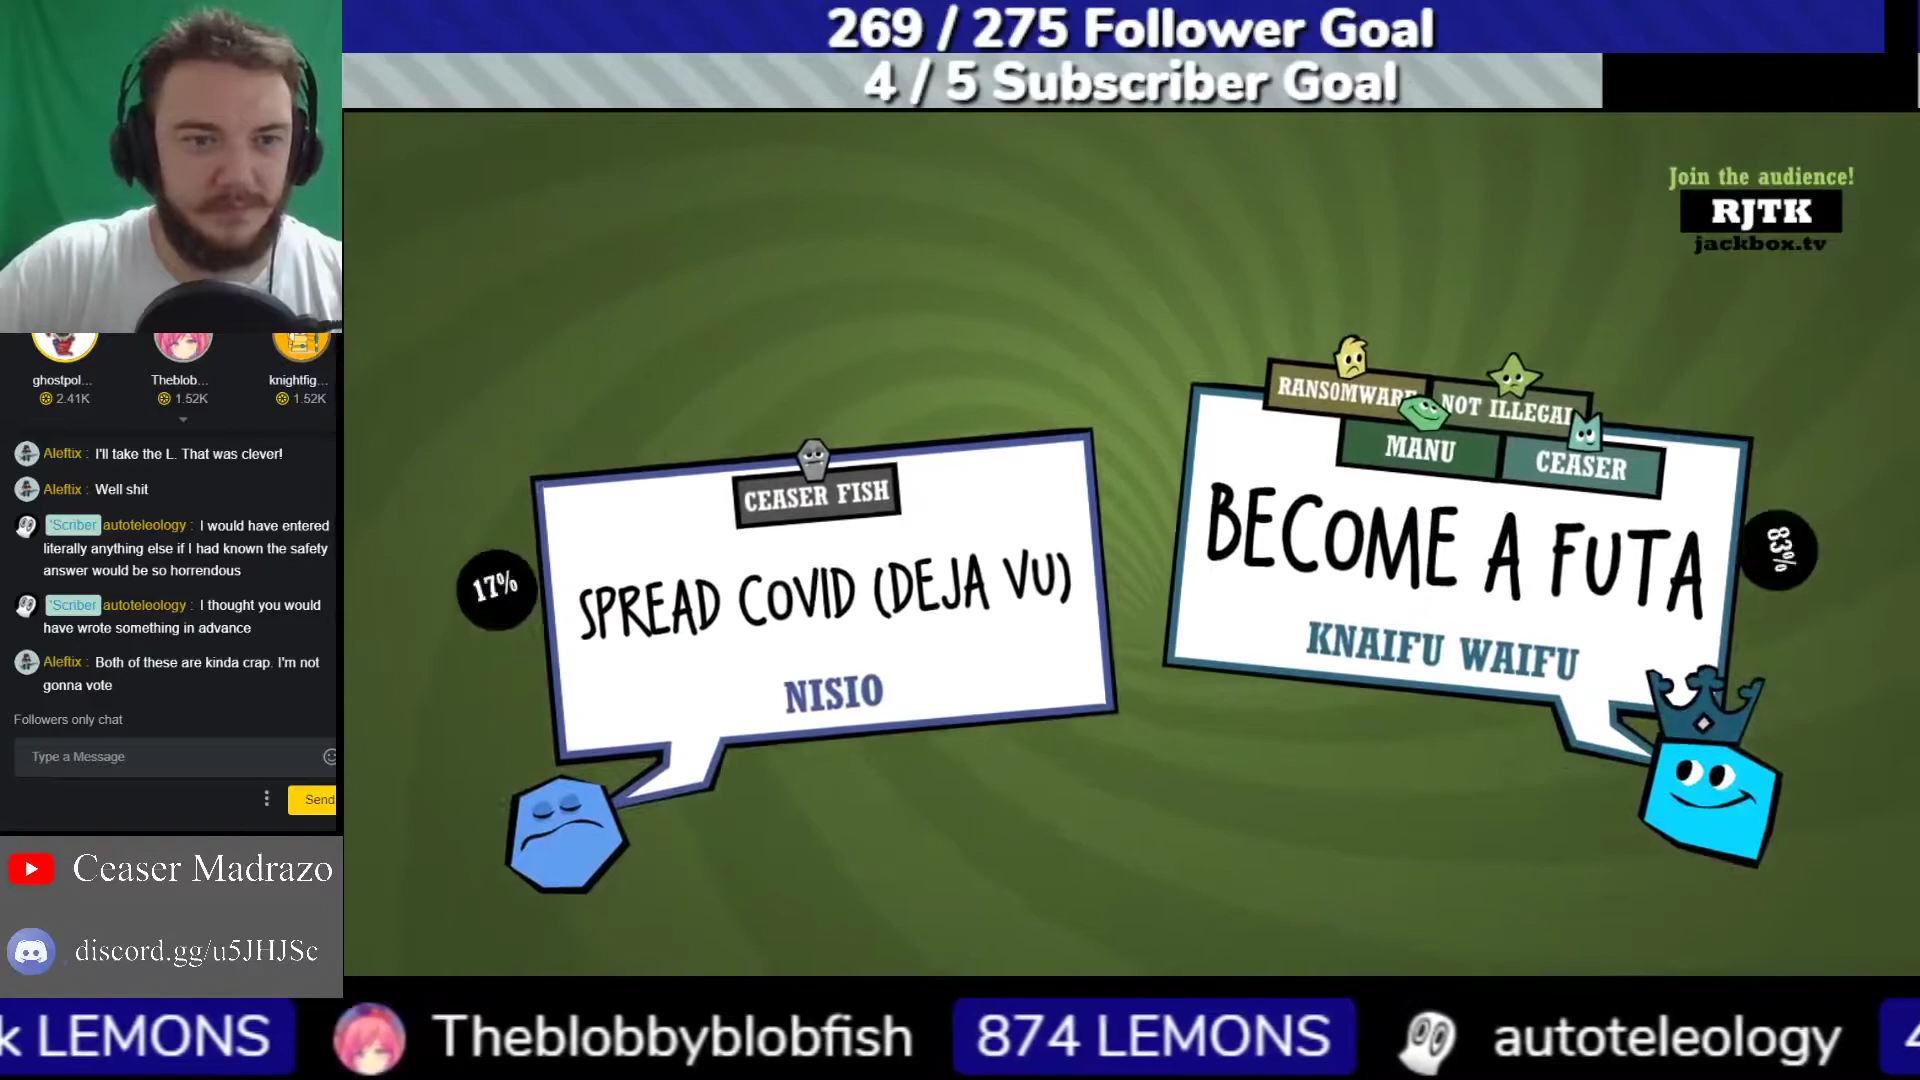 269 / 275 Follower Goal
4 / 5 Subscriber Goal
Join the audience!
RJTK
jackbox.tv
ghostpol...
Theblob...
knightfig...
2.41K
1.52K
1.52K
Aleftix : I'll take the L. That was clever!
Aleftix : Well shit
'Scriber autoteleology : I would have entered
literally anything else if I had known the safety
answer would be so horrendous
'Scriber autoteleology : I thought you would
have wrote something in advance
Aleftix : Both of these are kinda crap. I'm not
gonna vote
Followers only chat
Type a Message
Send
Ceaser Madrazo
discord.gg/u5JHJSc
CEASER FISH
17%
SPREAD COVID (DEJA VU)
NISIO
RANSOMWARE
NOT ILLEGAL
MANU
CEASER
BECOME A FUTA
83%
KNAIFU WAIFU
k LEMONS
Theblobbyblobfish
874 LEMONS
autoteleology
4